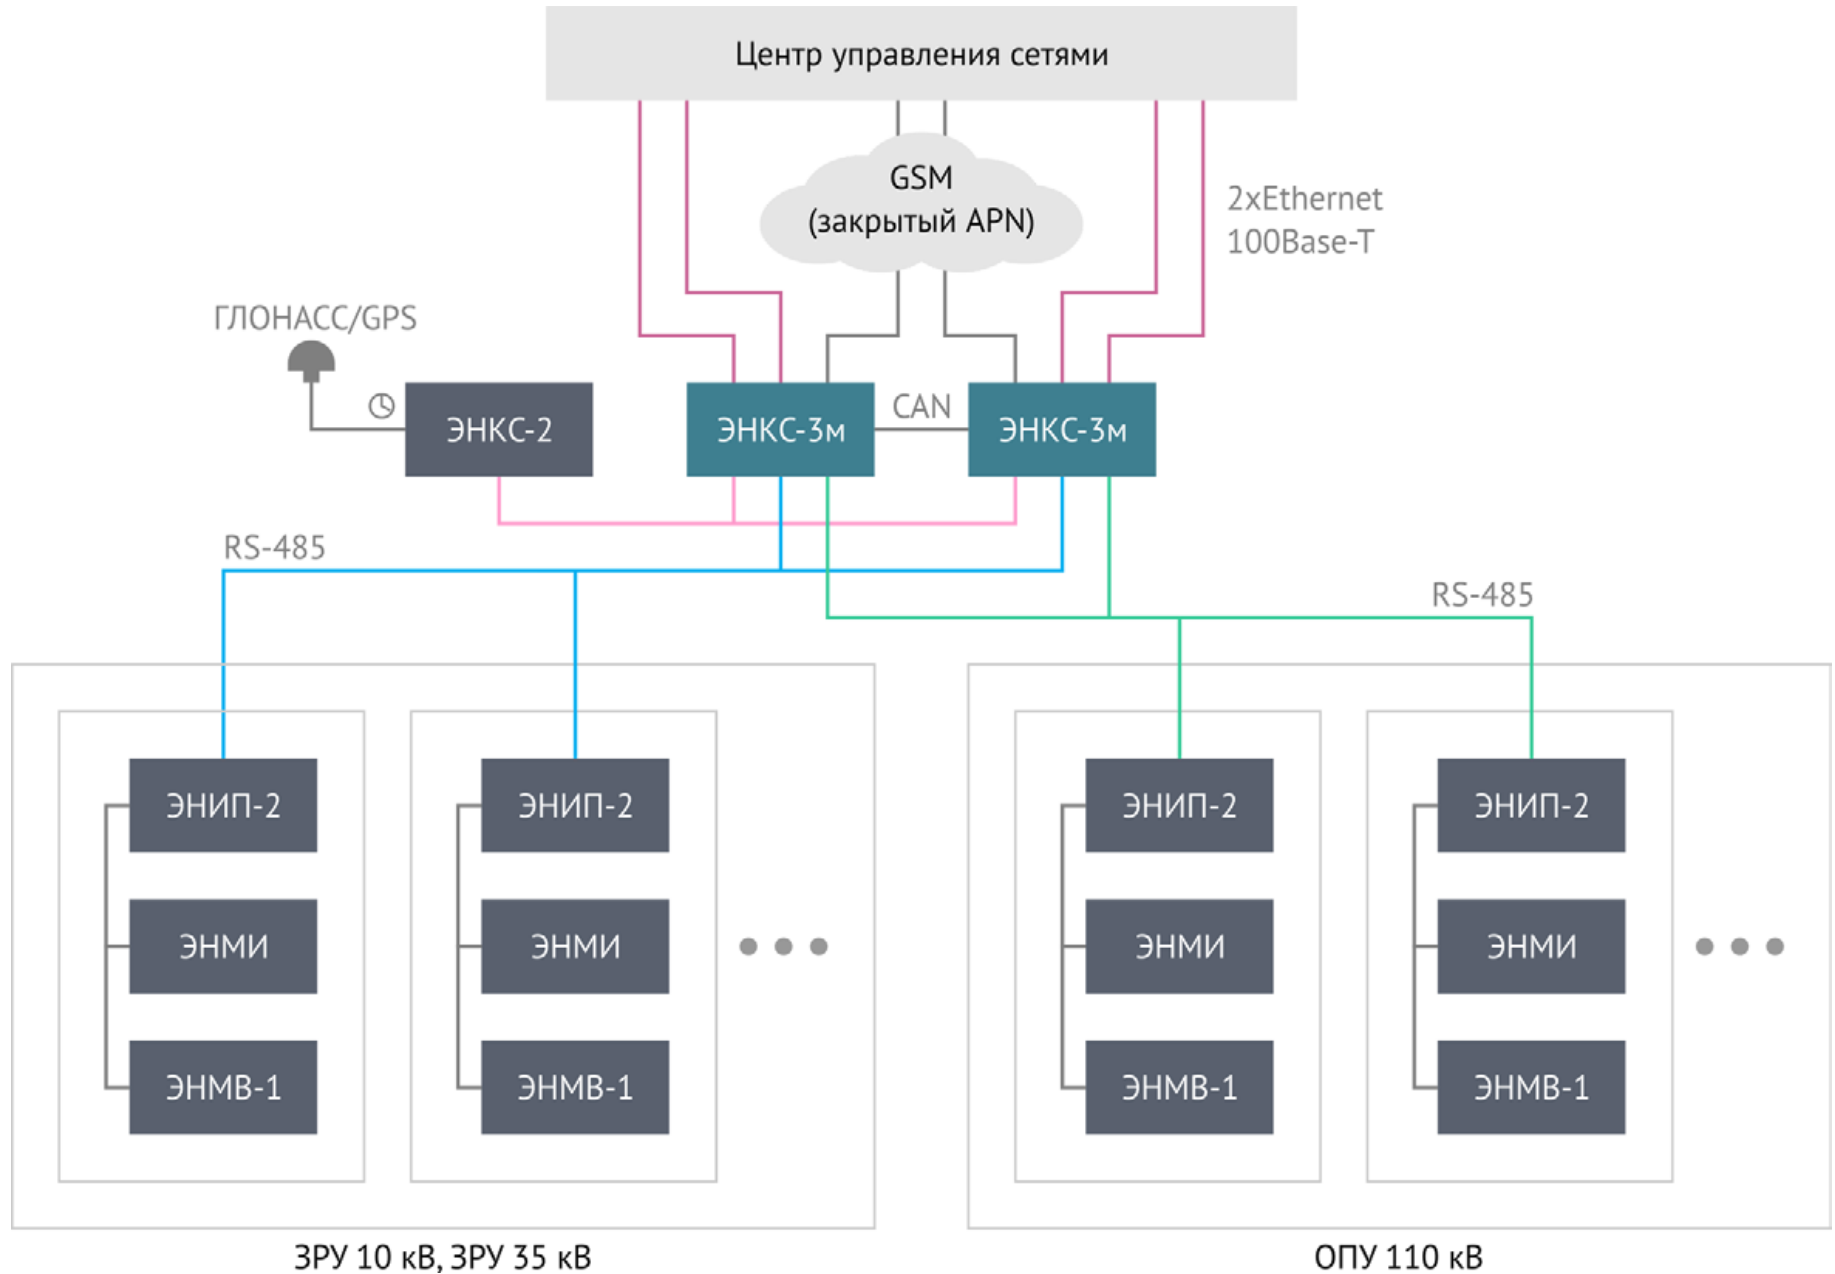 Центр управления сетями
GSM
(закрытый APN)
2xEthernet
100Base-T
ГЛОНАСС/GPS
ЭНКС-2
ЭНКС-3м
CAN
ЭНКС-3м
RS-485
RS-485
ЭНИП-2
ЭНИП-2
ЭНИП-2
ЭНИП-2
ЭНМИ
ЭНМИ
ЭНМИ
ЭНМИ
ЭНМВ-1
ЭНМВ-1
ЭНМВ-1
ЭНМВ-1
ЗРУ 10 кВ, ЗРУ 35 кВ
ОПУ 110 кВ